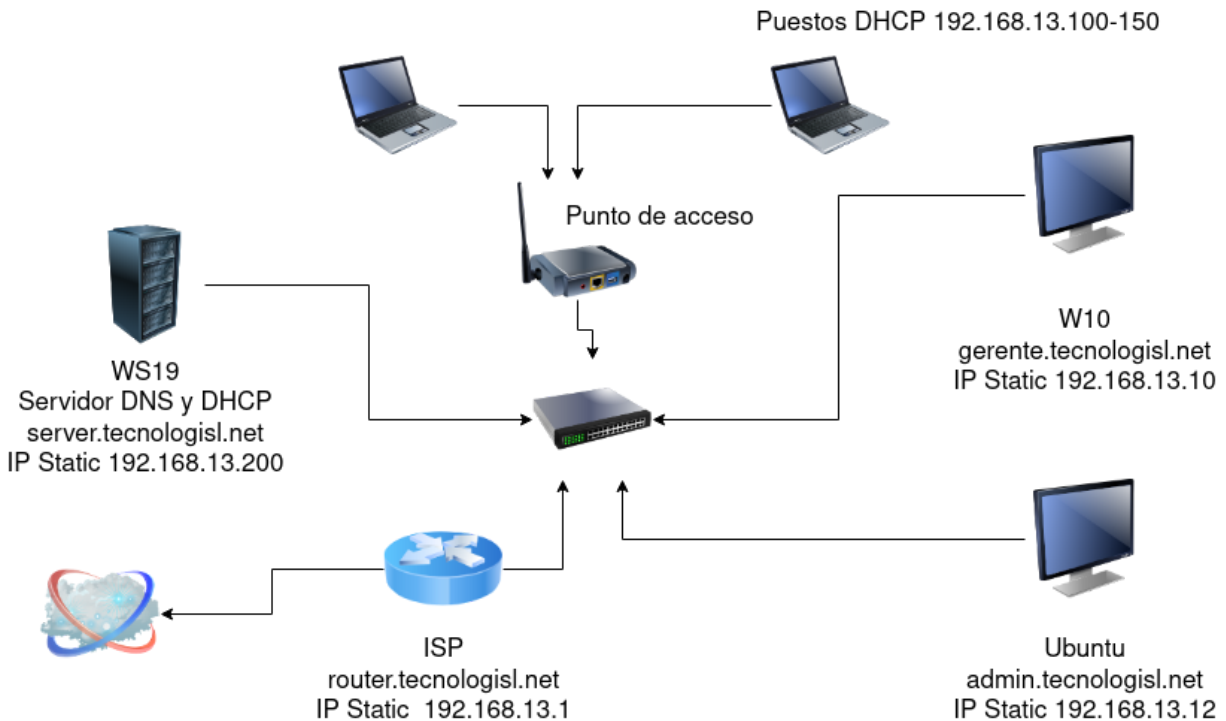 Puestos DHCP 192.168.13.100-150
Punto de acceso
WS19
Servidor DNS y DHCP
server.tecnologisl.net
IP Static 192.168.13.200
W10
gerente.tecnologisl.net
IP Static 192.168.13.10
ISP
router.tecnologisl.net
IP Static 192.168.13.1
Ubuntu
admin.tecnologisl.net
IP Static 192.168.13.12